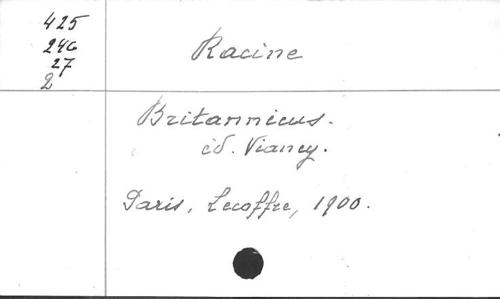 425
246
27
2
Racine
Britannicus.
éd. Vianey.
Paris, Lecoffre, 1900.